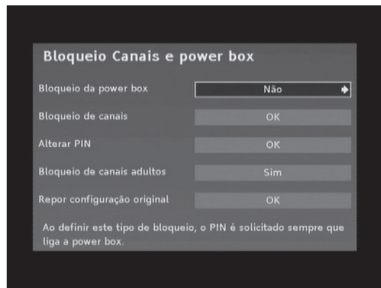 Bloqueio Canais e power box
Bloqueio da power box Não
Bloqueio de canais OK
Alterar PIN OK
Bloqueio de canais adultos Sim
Repor configuração original OK
Ao definir este tipo de bloqueio, o PIN é solicitado sempre que
liga a power box.